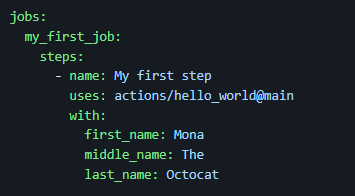 jobs:
  my_first_job:
    steps:
      - name: My first step
        uses: actions/hello_world@main
        with:
          first_name: Mona
          middle_name: The
          last_name: Octocat